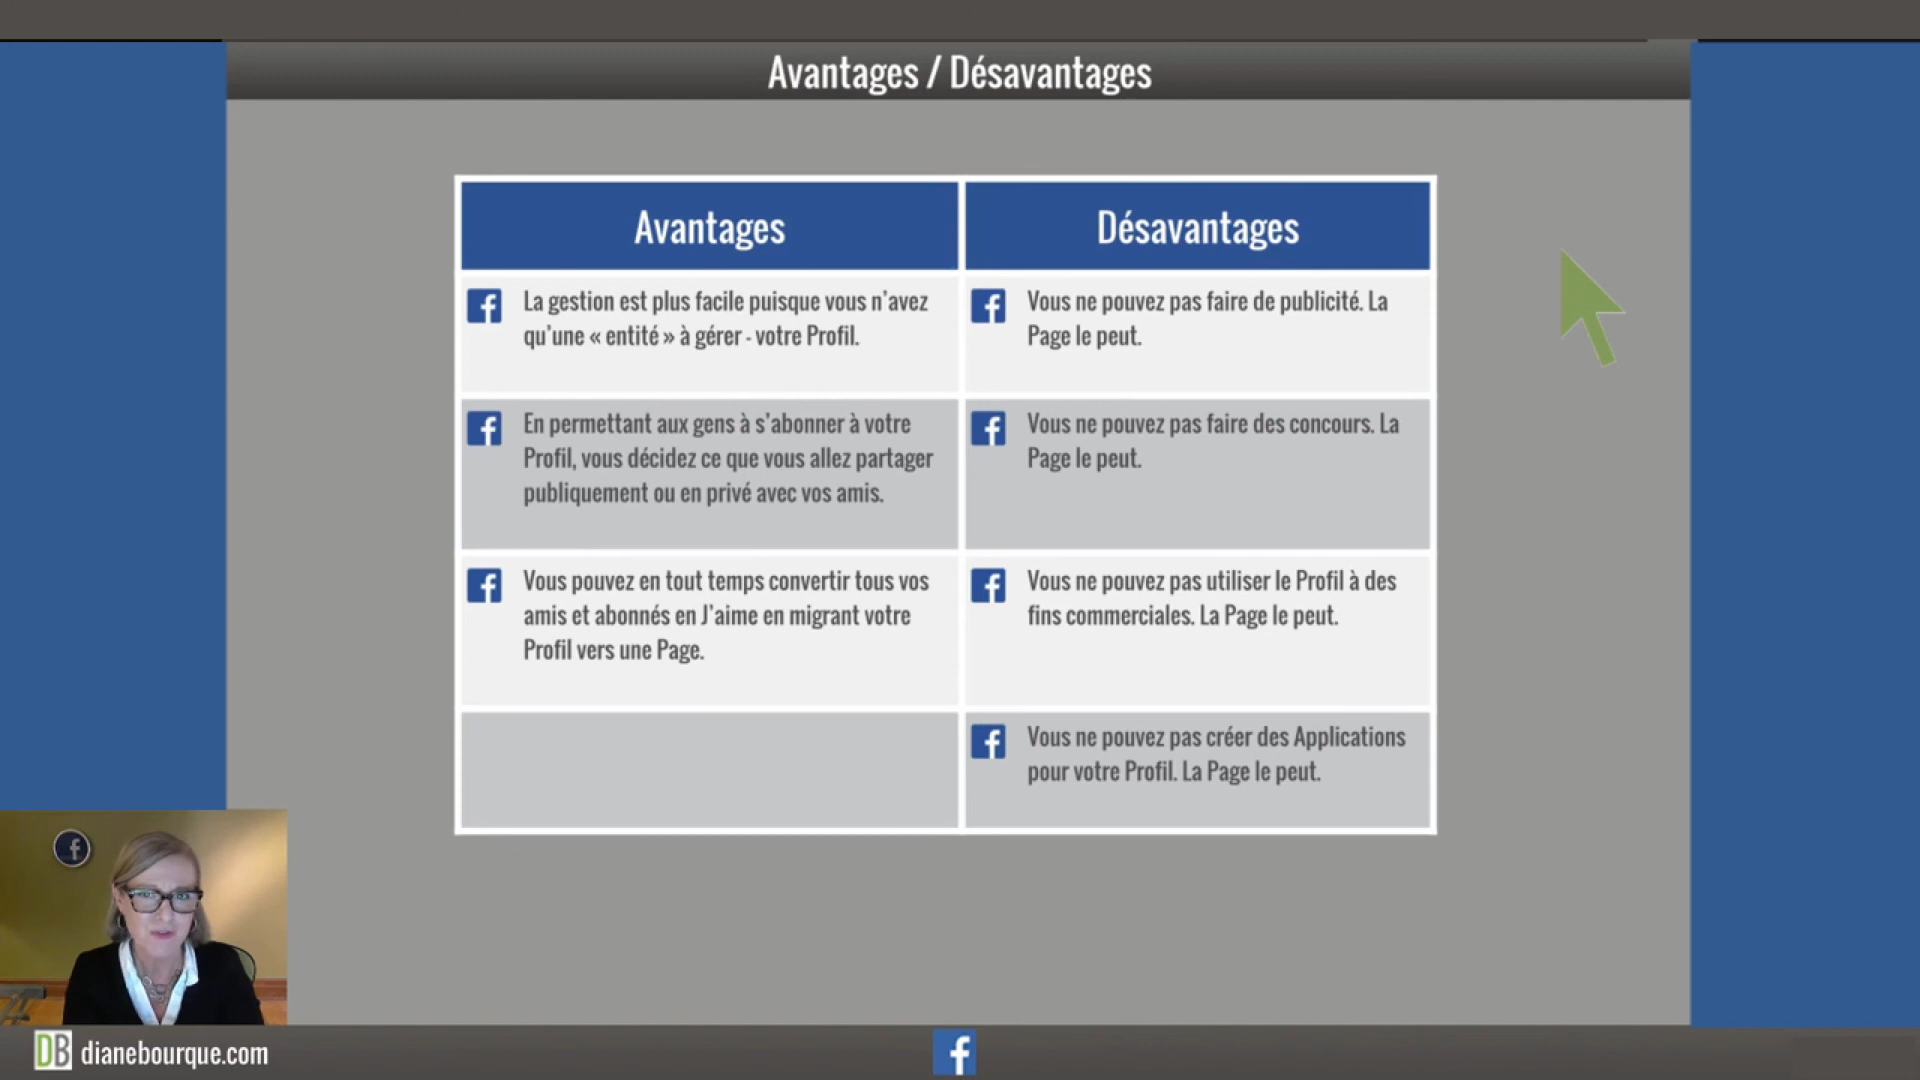 Avantages / Désavantages
Avantages
Désavantages
La gestion est plus facile puisque vous n'avez
qu'une « entité » à gérer - votre Profil.
Vous ne pouvez pas faire de publicité. La
Page le peut.
En permettant aux gens à s'abonner à votre
Profil, vous décidez ce que vous allez partager
publiquement ou en privé avec vos amis.
Vous ne pouvez pas faire des concours. La
Page le peut.
Vous pouvez en tout temps convertir tous vos
amis et abonnés en J'aime en migrant votre
Profil vers une Page.
Vous ne pouvez pas utiliser le Profil à des
fins commerciales. La Page le peut.
Vous ne pouvez pas créer des Applications
pour votre Profil. La Page le peut.
DB dianebourque.com